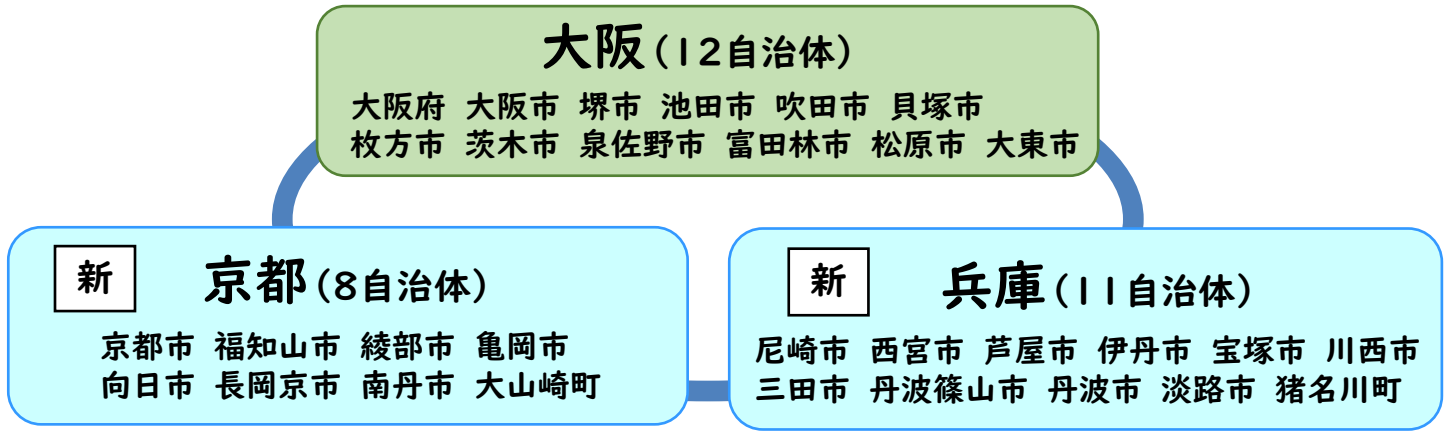 大阪(12自治体)
大阪府 大阪市 堺市 池田市 吹田市 貝塚市
枚方市 茨木市 泉佐野市 富田林市 松原市 大東市
新
京都(8自治体)
京都市 福知山市 綾部市 亀岡市
向日市 長岡京市 南丹市 大山崎町
新
兵庫(11自治体)
尼崎市 西宮市 芦屋市 伊丹市 宝塚市 川西市
三田市 丹波篠山市 丹波市 淡路市 猪名川町